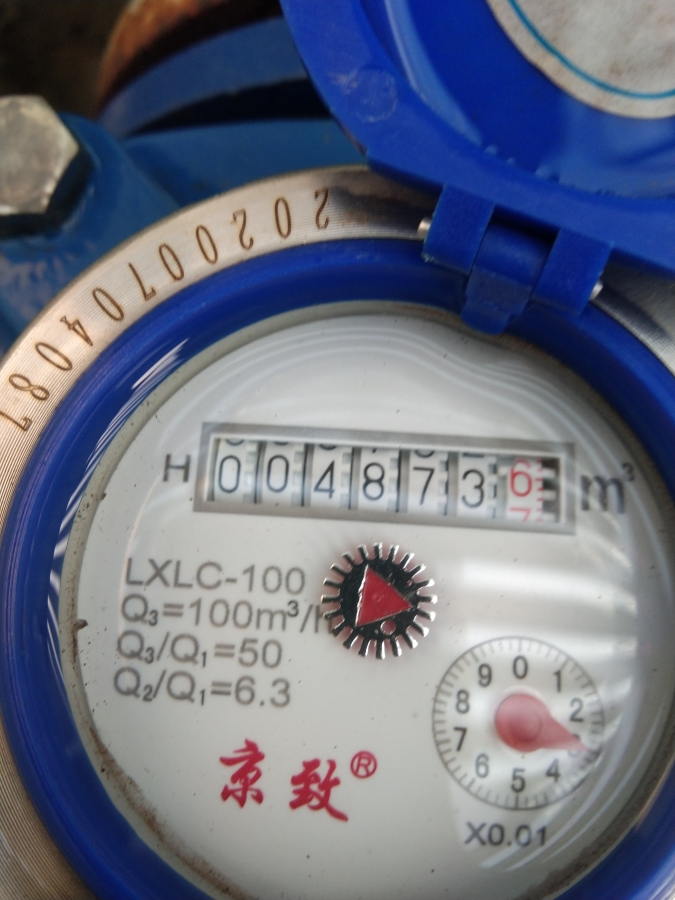 20200704081
H 0048736 m³
LXLC-100
Q₃=100m³/h
Q₃/Q₁=50
Q₂/Q₁=6.3
京致®
0 1 2 4 5 6 7 8 9
X0.01